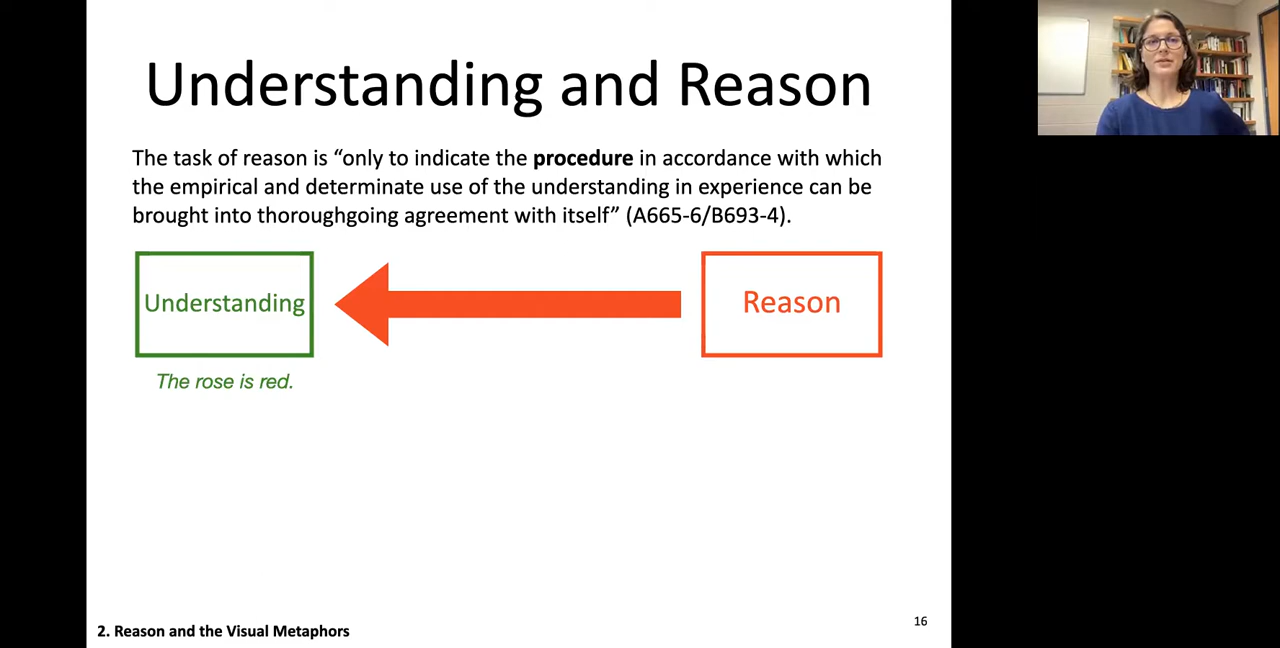 Understanding and Reason
The task of reason is “only to indicate the procedure in accordance with which
the empirical and determinate use of the understanding in experience can be
brought into thoroughgoing agreement with itself” (A665-6/B693-4).
Understanding
Reason
The rose is red.
2. Reason and the Visual Metaphors
16